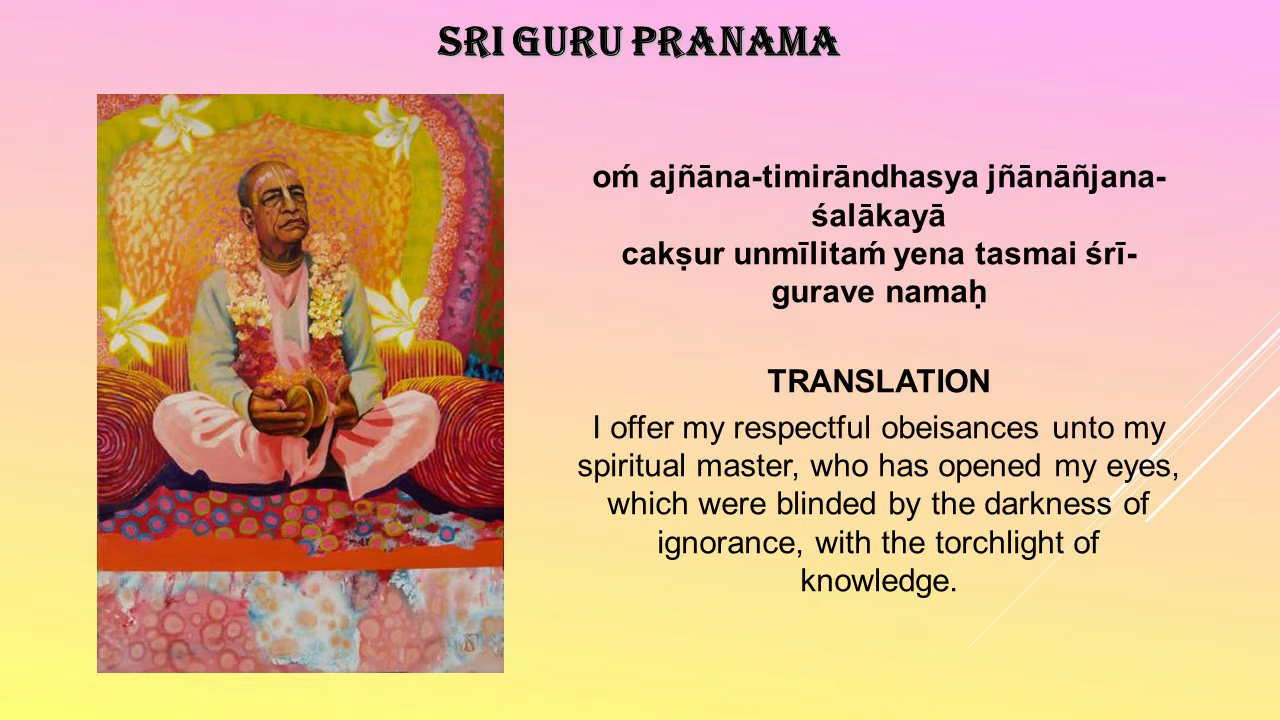 SRI GURU PRANAMA
oḿ ajñāna-timirāndhasya jñānāñjana-
śalākayā
cakṣur unmīlitaḿ yena tasmai śrī-
gurave namaḥ
TRANSLATION
I offer my respectful obeisances unto my
spiritual master, who has opened my eyes,
which were blinded by the darkness of
ignorance, with the torchlight of
knowledge.